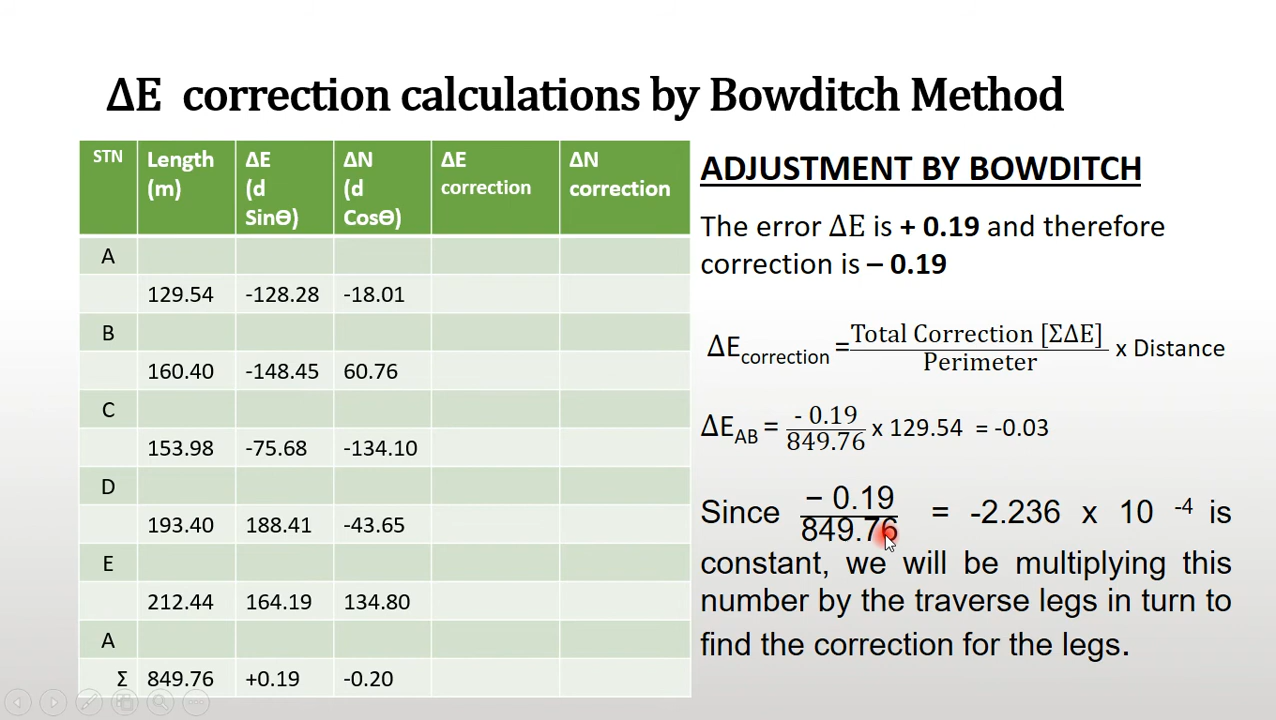 ΔE correction calculations by Bowditch Method
STN Length (m) ΔE (d SinΘ) ΔN (d CosΘ) ΔE correction ΔN correction
A
129.54 -128.28 -18.01
B
160.40 -148.45 60.76
C
153.98 -75.68 -134.10
D
193.40 188.41 -43.65
E
212.44 164.19 134.80
A
Σ 849.76 +0.19 -0.20
ADJUSTMENT BY BOWDITCH
The error ΔE is + 0.19 and therefore
correction is – 0.19
ΔEcorrection = Total Correction [ΣΔE] / Perimeter x Distance
ΔEAB = - 0.19 / 849.76 x 129.54 = -0.03
Since – 0.19 / 849.76 = -2.236 x 10 -4 is
constant, we will be multiplying this
number by the traverse legs in turn to
find the correction for the legs.